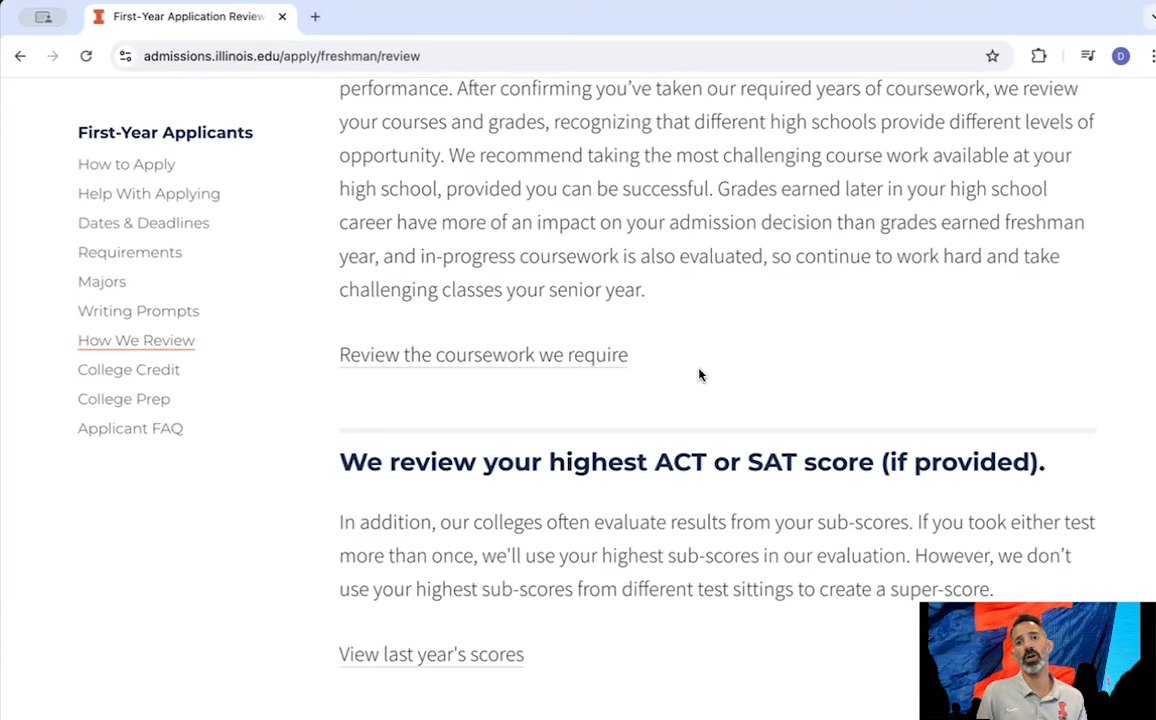 First-Year Application Review
admissions.illinois.edu/apply/freshman/review
D
First-Year Applicants
How to Apply
Help With Applying
Dates & Deadlines
Requirements
Majors
Writing Prompts
How We Review
College Credit
College Prep
Applicant FAQ
performance. After confirming you've taken our required years of coursework, we review
your courses and grades, recognizing that different high schools provide different levels of
opportunity. We recommend taking the most challenging course work available at your
high school, provided you can be successful. Grades earned later in your high school
career have more of an impact on your admission decision than grades earned freshman
year, and in-progress coursework is also evaluated, so continue to work hard and take
challenging classes your senior year.
Review the coursework we require
We review your highest ACT or SAT score (if provided).
In addition, our colleges often evaluate results from your sub-scores. If you took either test
more than once, we'll use your highest sub-scores in our evaluation. However, we don't
use your highest sub-scores from different test sittings to create a super-score.
View last year's scores